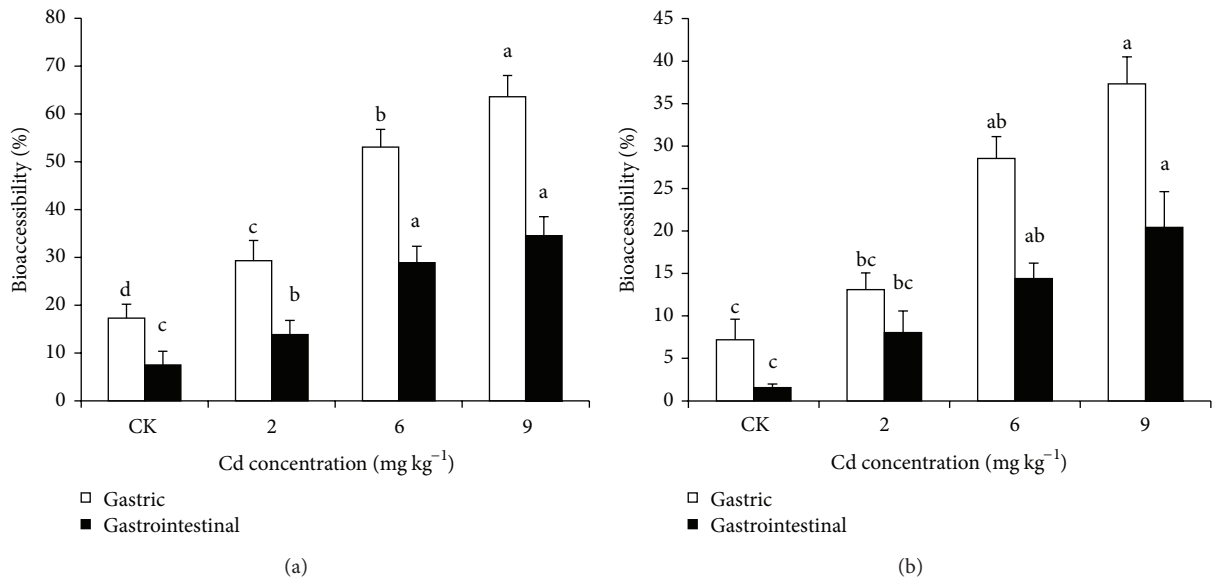 80
70
60
50
40
30
20
10
0
Bioaccessibility (%)
d
c
c
b
b
a
a
a
CK
2
6
9
Cd concentration (mg kg⁻¹)
Gastric
Gastrointestinal
(a)
45
40
35
30
25
20
15
10
5
0
Bioaccessibility (%)
c
c
bc
bc
ab
ab
a
a
CK
2
6
9
Cd concentration (mg kg⁻¹)
Gastric
Gastrointestinal
(b)